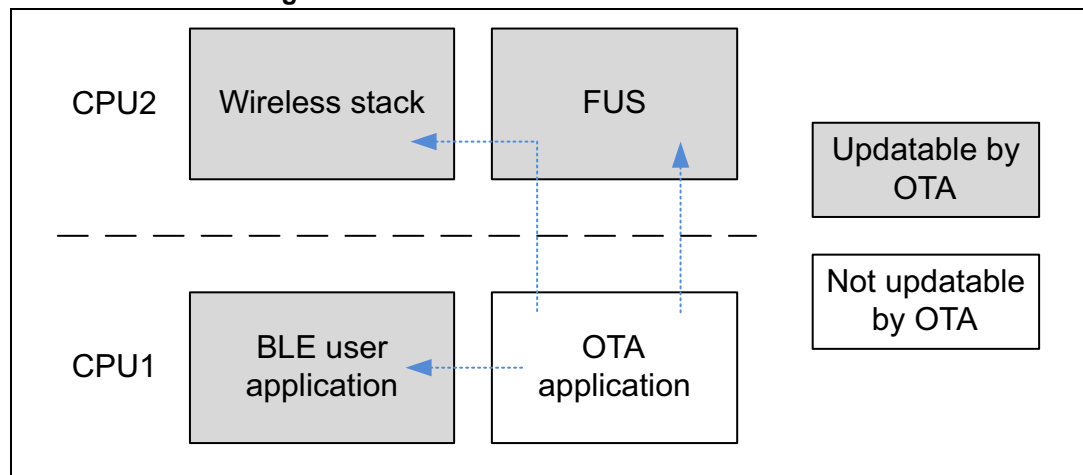 CPU2
Wireless stack
FUS
Updatable by
OTA
Not updatable
by OTA
CPU1
BLE user
application
OTA
application